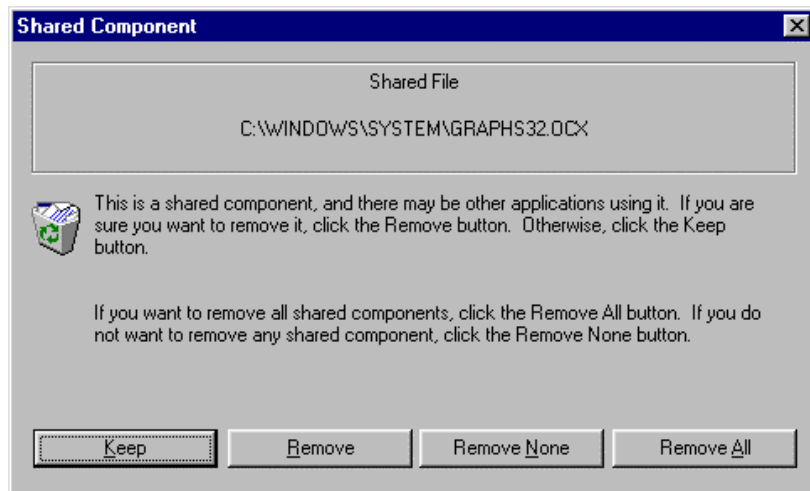 Shared Component
Shared File
C:\WINDOWS\SYSTEM\GRAPHS32.OCX
This is a shared component, and there may be other applications using it. If you are
sure you want to remove it, click the Remove button. Otherwise, click the Keep
button.
If you want to remove all shared components, click the Remove All button. If you do
not want to remove any shared component, click the Remove None button.
Keep Remove Remove None Remove All